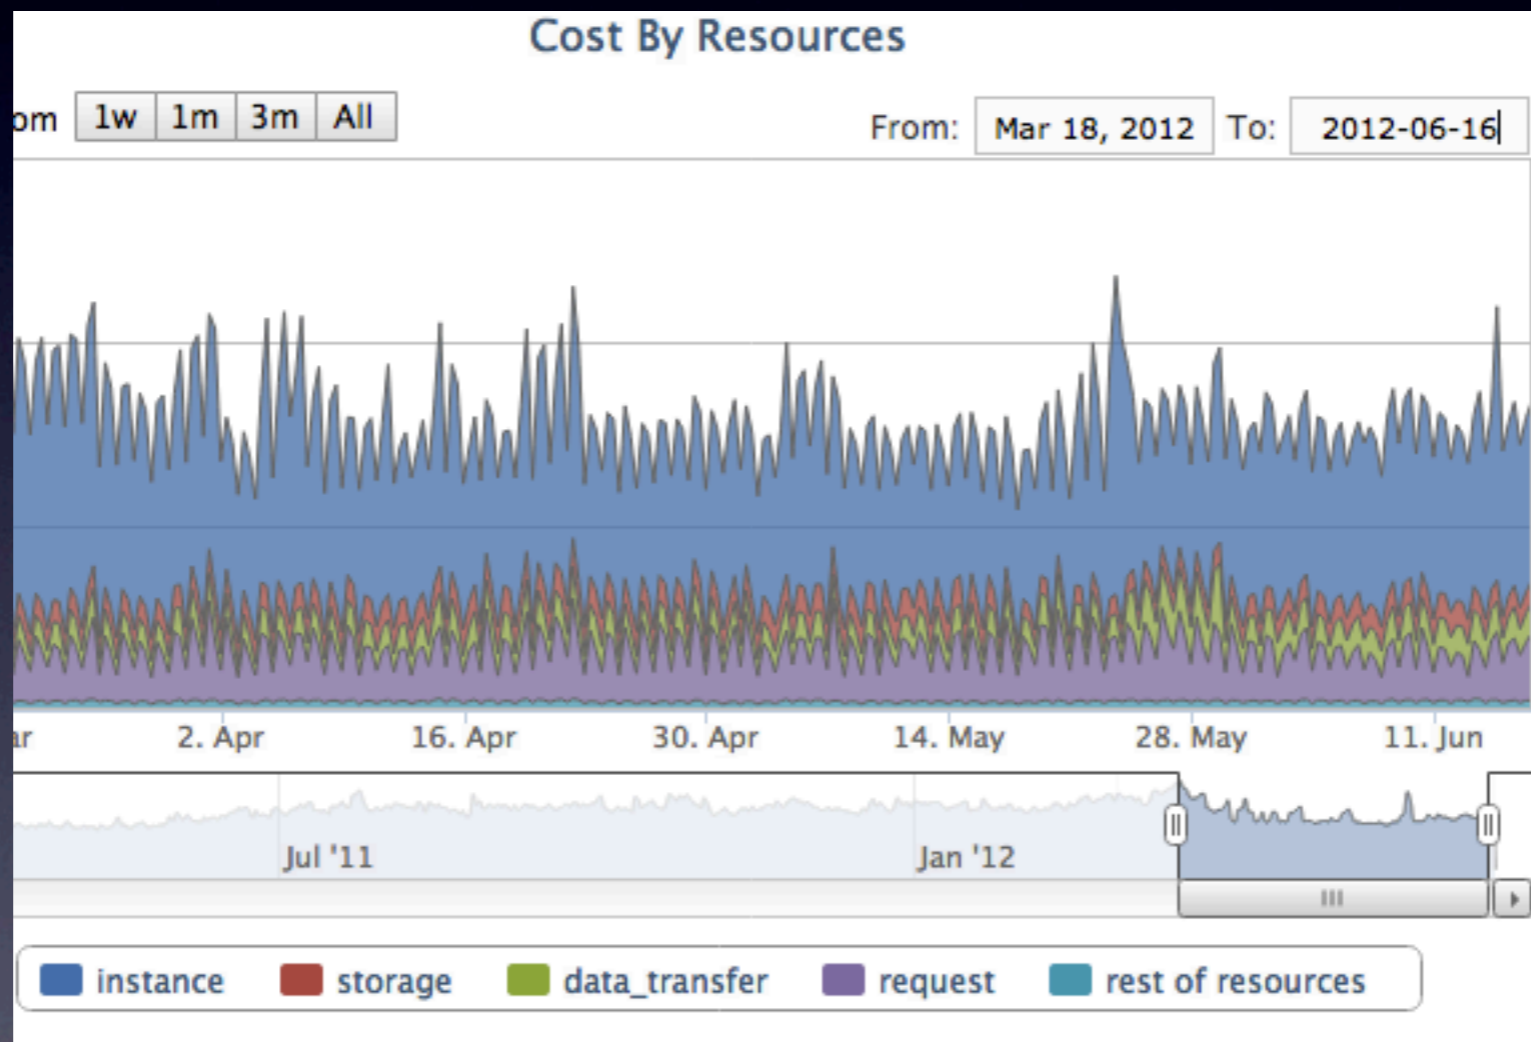 Cost By Resources
om 1w 1m 3m All From: Mar 18, 2012 To: 2012-06-16
ar 2. Apr 16. Apr 30. Apr 14. May 28. May 11. Jun
Jul '11 Jan '12
instance storage data_transfer request rest of resources